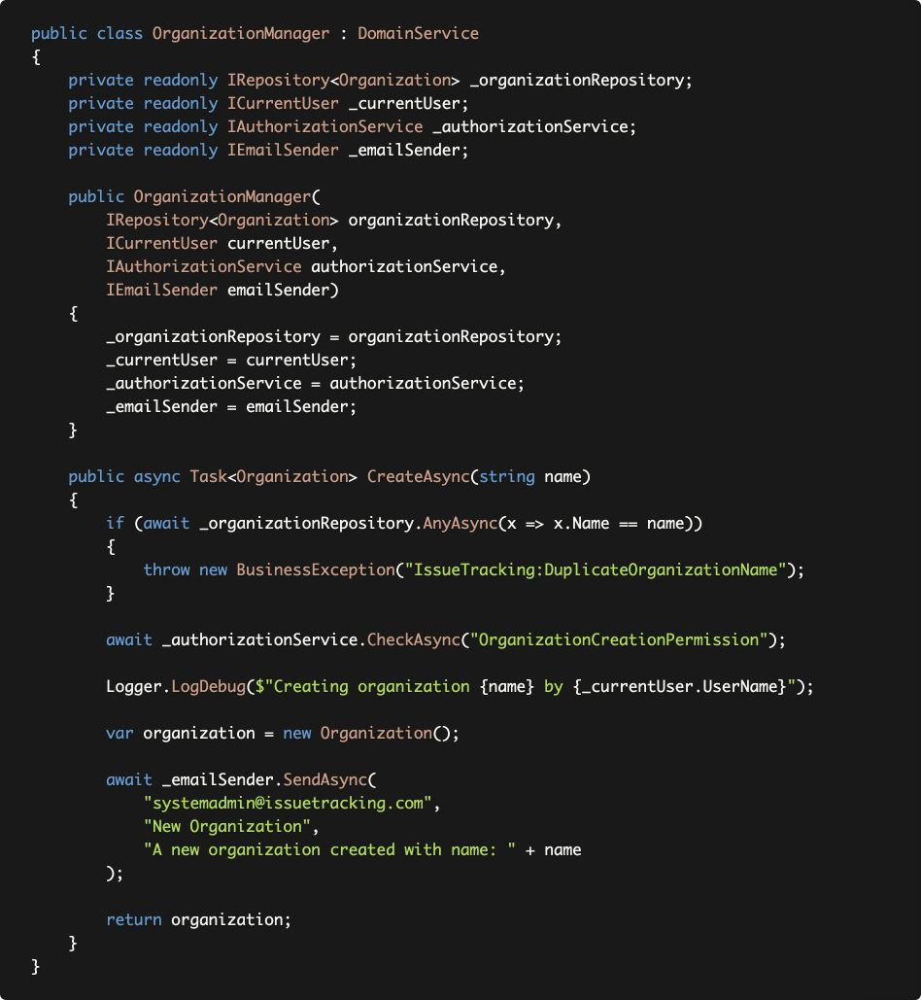 public class OrganizationManager : DomainService
{
    private readonly IRepository<Organization> _organizationRepository;
    private readonly ICurrentUser _currentUser;
    private readonly IAuthorizationService _authorizationService;
    private readonly IEmailSender _emailSender;

    public OrganizationManager(
        IRepository<Organization> organizationRepository,
        ICurrentUser currentUser,
        IAuthorizationService authorizationService,
        IEmailSender emailSender)
    {
        _organizationRepository = organizationRepository;
        _currentUser = currentUser;
        _authorizationService = authorizationService;
        _emailSender = emailSender;
    }

    public async Task<Organization> CreateAsync(string name)
    {
        if (await _organizationRepository.AnyAsync(x => x.Name == name))
        {
            throw new BusinessException("IssueTracking:DuplicateOrganizationName");
        }

        await _authorizationService.CheckAsync("OrganizationCreationPermission");

        Logger.LogDebug($"Creating organization {name} by {_currentUser.UserName}");

        var organization = new Organization();

        await _emailSender.SendAsync(
            "systemadmin@issuetracking.com",
            "New Organization",
            "A new organization created with name: " + name
        );

        return organization;
    }
}